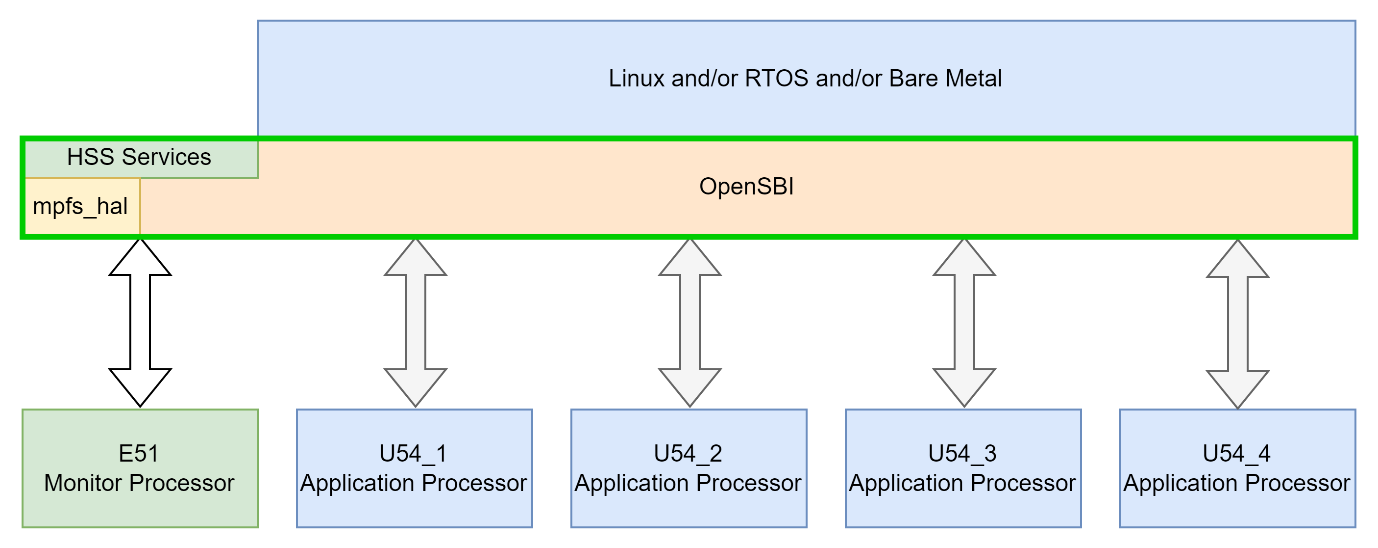 Linux and/or RTOS and/or Bare Metal
HSS Services
OpenSBI
mpfs_hal
E51
Monitor Processor
U54_1
Application Processor
U54_2
Application Processor
U54_3
Application Processor
U54_4
Application Processor